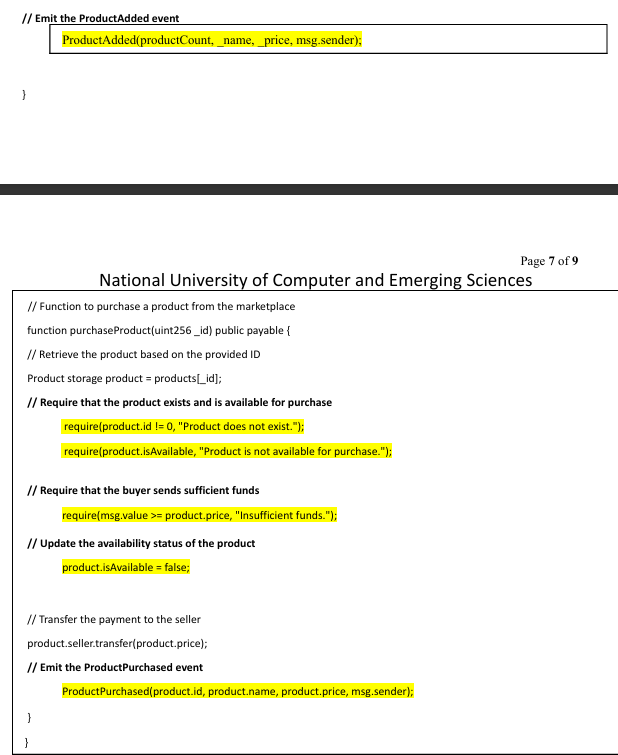 // Emit the ProductAdded event
ProductAdded(productCount, _name, _price, msg.sender);
}
Page 7 of 9
National University of Computer and Emerging Sciences
// Function to purchase a product from the marketplace
function purchaseProduct(uint256 _id) public payable {
// Retrieve the product based on the provided ID
Product storage product = products[_id];
// Require that the product exists and is available for purchase
require(product.id != 0, "Product does not exist.");
require(product.isAvailable, "Product is not available for purchase.");
// Require that the buyer sends sufficient funds
require(msg.value >= product.price, "Insufficient funds.");
// Update the availability status of the product
product.isAvailable = false;
// Transfer the payment to the seller
product.seller.transfer(product.price);
// Emit the ProductPurchased event
ProductPurchased(product.id, product.name, product.price, msg.sender);
}
}